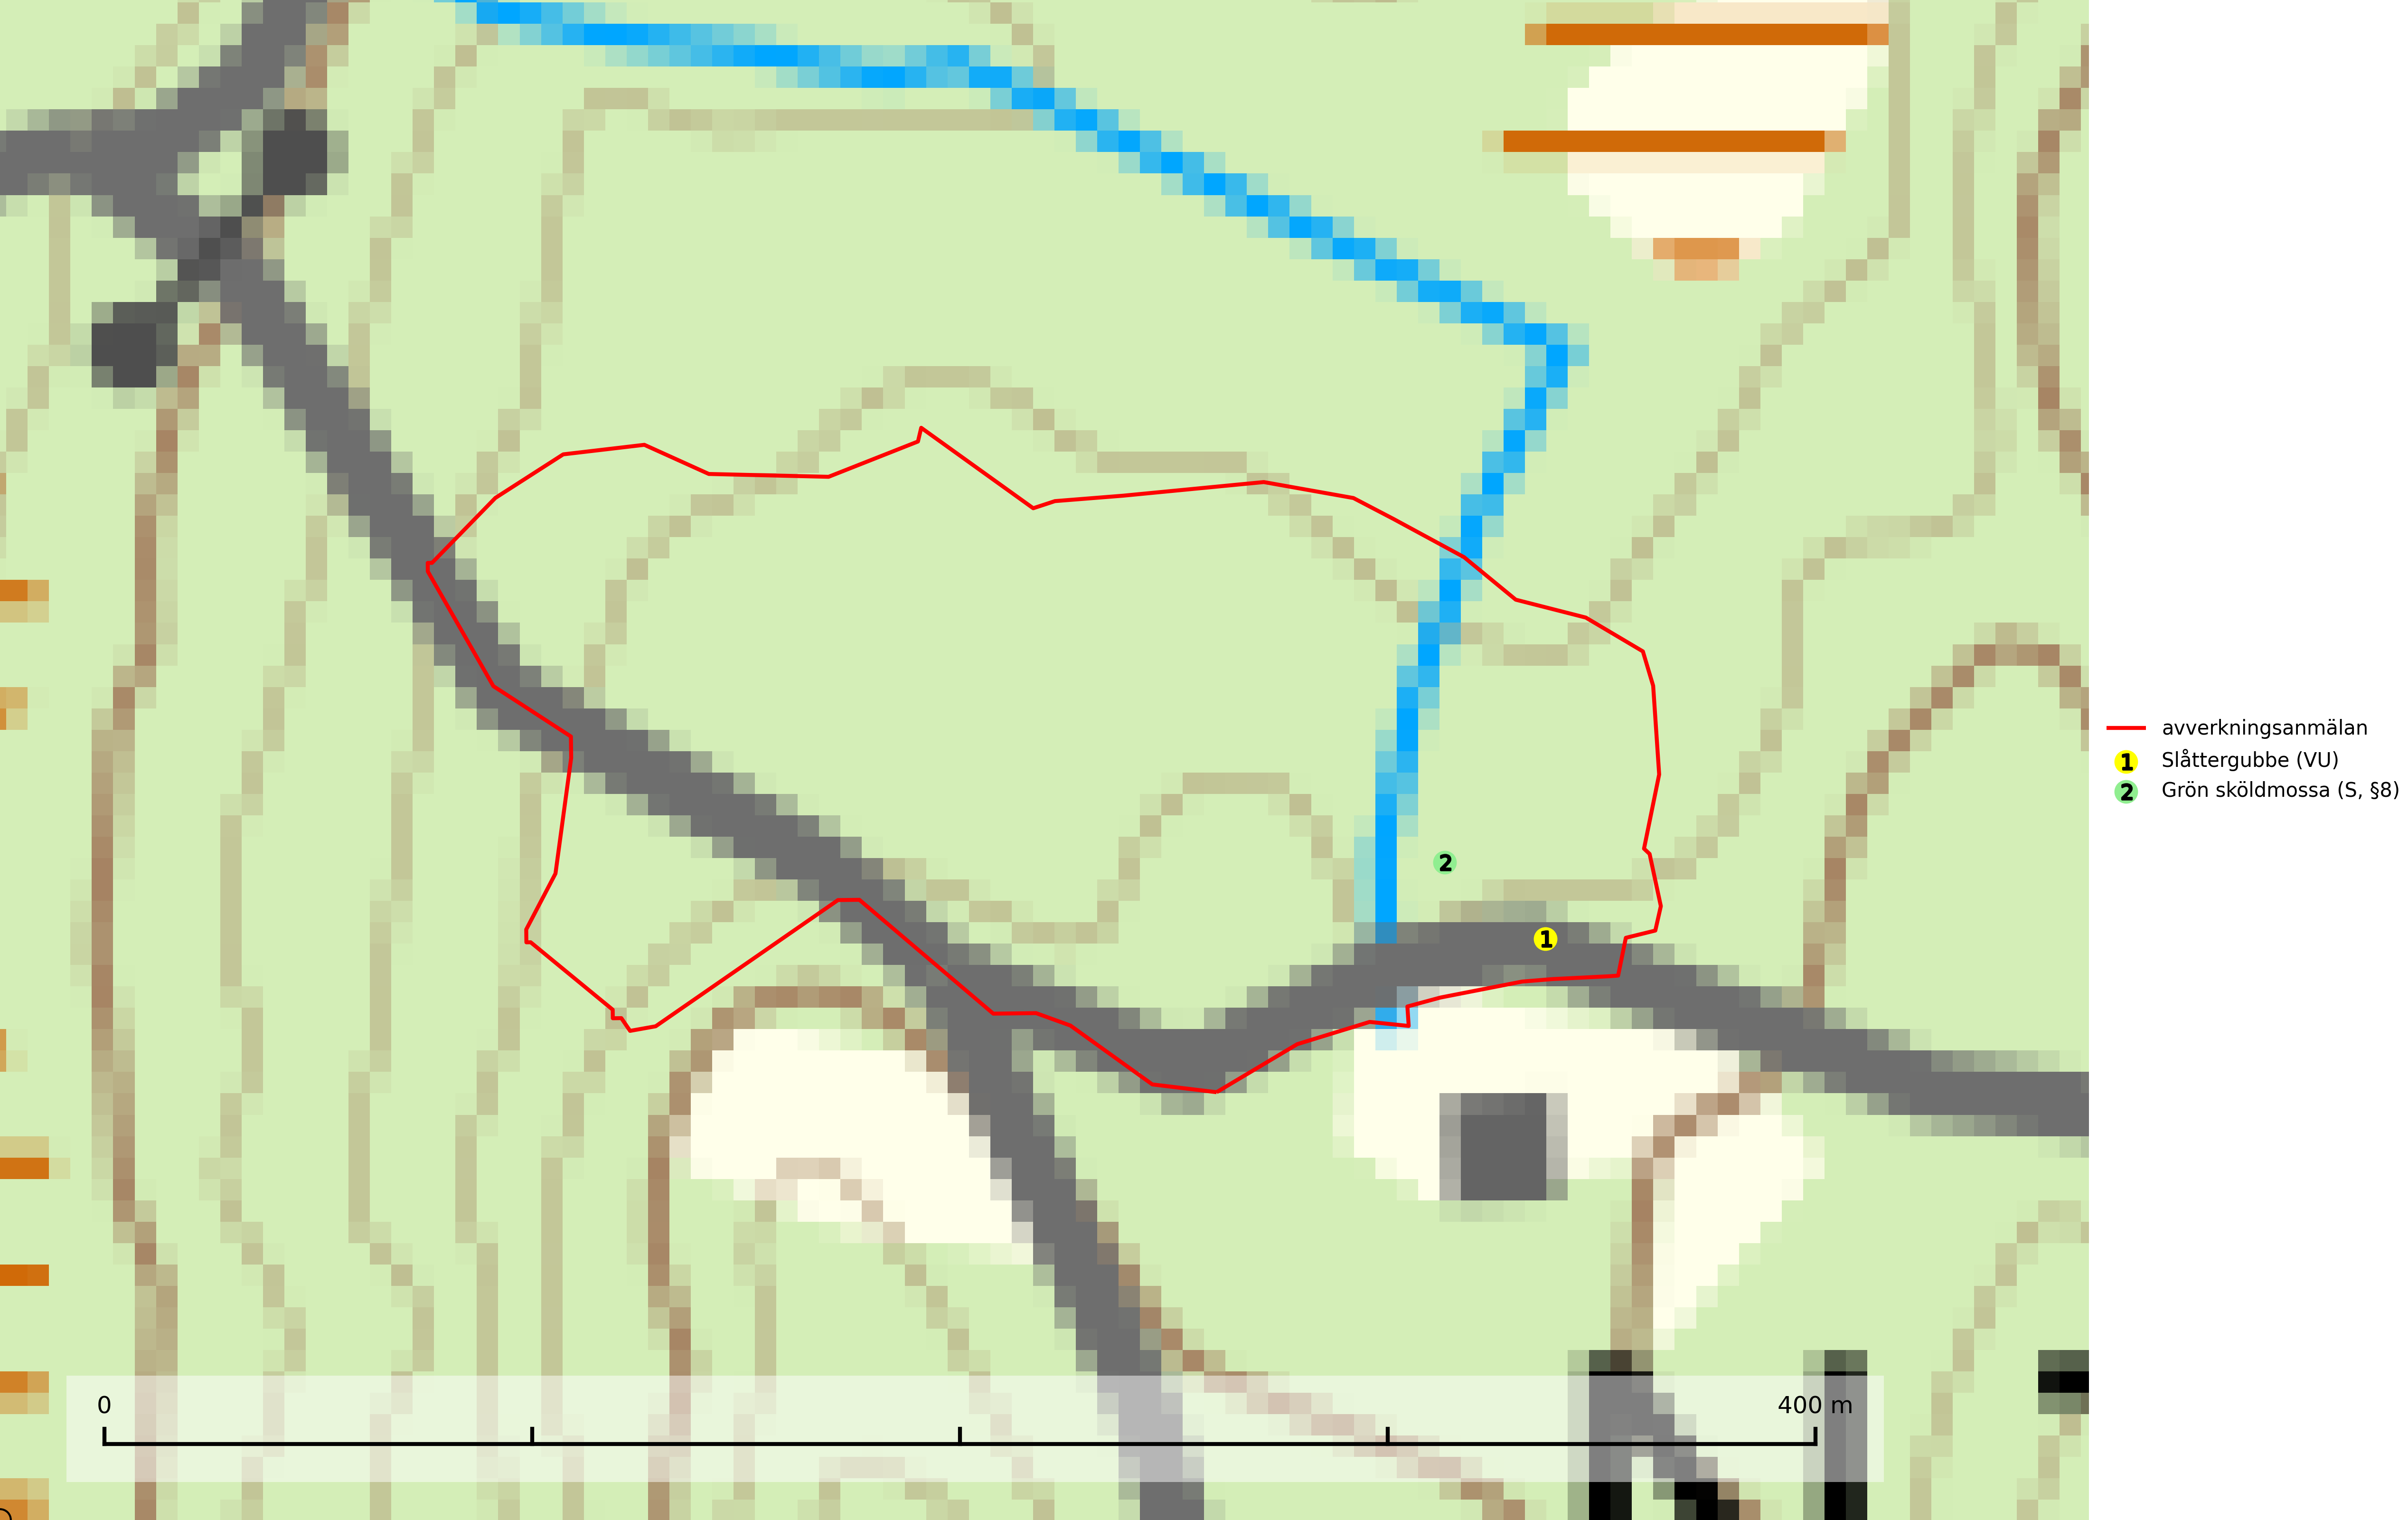 avverkningsanmälan
1 Slåttergubbe (VU)
2 Grön sköldmossa (S, §8)
2
1
0 400 m